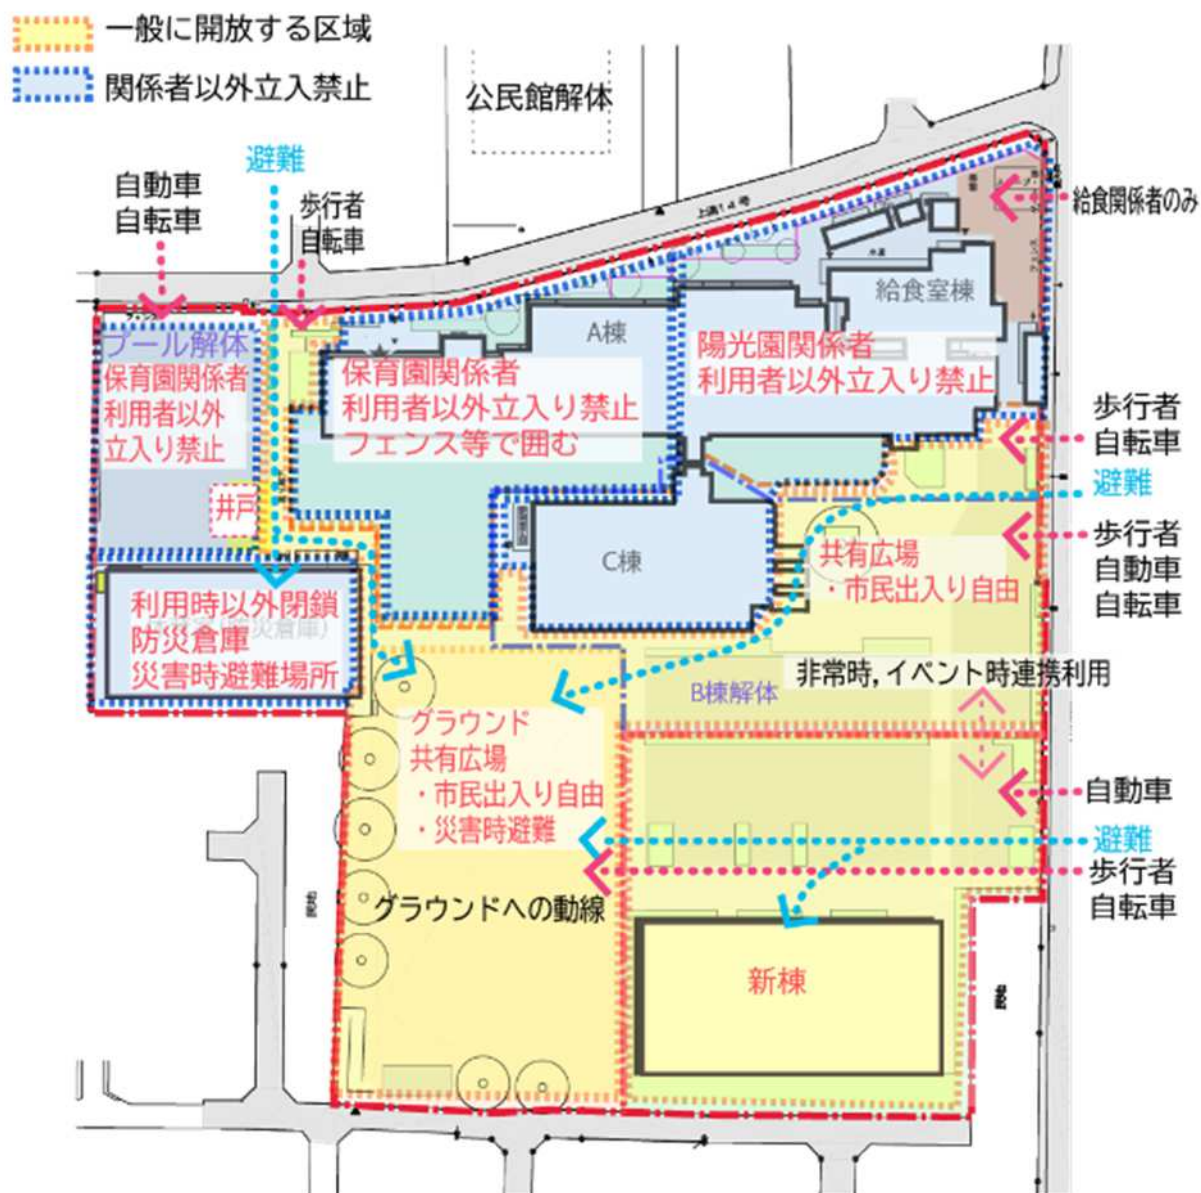 一般に開放する区域
関係者以外立入禁止
公民館解体
避難
自動車
自転車
歩行者
自転車
上通14号
給食関係者のみ
給食室棟
A棟
プール解体
保育園関係者
利用者以外
立入り禁止
保育園関係者
利用者以外立入り禁止
フェンス等で囲む
陽光園関係者
利用者以外立入り禁止
歩行者
自転車
避難
井戸
C棟
共有広場
・市民出入り自由
歩行者
自動車
自転車
利用時以外閉鎖
防災倉庫
災害時避難場所
非常時,イベント時連携利用
B棟解体
グラウンド
共有広場
・市民出入り自由
・災害時避難
自動車
避難
歩行者
自転車
グラウンドへの動線
新棟